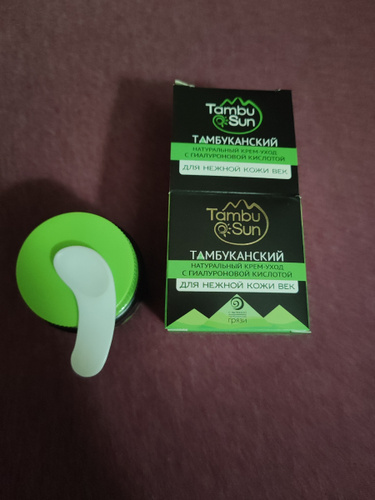 Tambu
Sun
ТАМБУКАНСКИЙ
НАТУРАЛЬНЫЙ КРЕМ-УХОД
С ГИАЛУРОНОВОЙ КИСЛОТОЙ
ДЛЯ НЕЖНОЙ КОЖИ ВЕК
Tambu
Sun
ТАМБУКАНСКИЙ
НАТУРАЛЬНЫЙ КРЕМ-УХОД
С ГИАЛУРОНОВОЙ КИСЛОТОЙ
ДЛЯ НЕЖНОЙ КОЖИ ВЕК
грязи